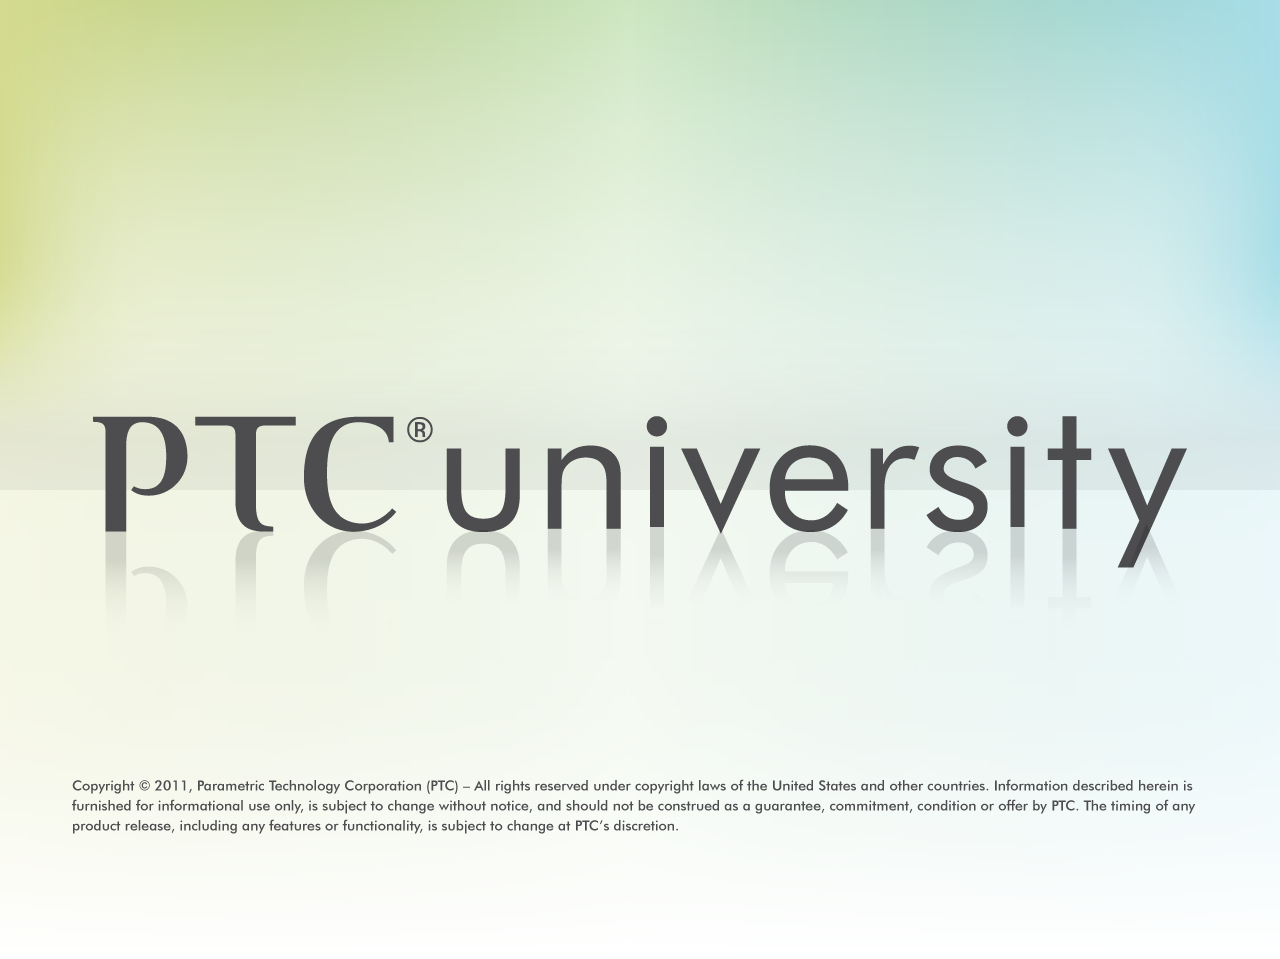 PTC® university
Copyright © 2011, Parametric Technology Corporation (PTC) – All rights reserved under copyright laws of the United States and other countries. Information described herein is
furnished for informational use only, is subject to change without notice, and should not be construed as a guarantee, commitment, condition or offer by PTC. The timing of any
product release, including any features or functionality, is subject to change at PTC’s discretion.